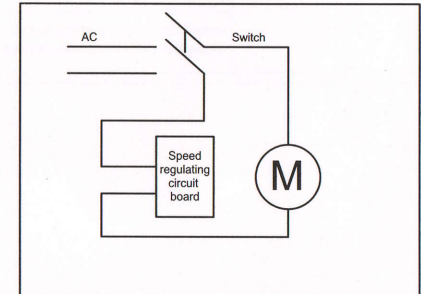 AC
Switch
Speed
regulating
circuit
board
M